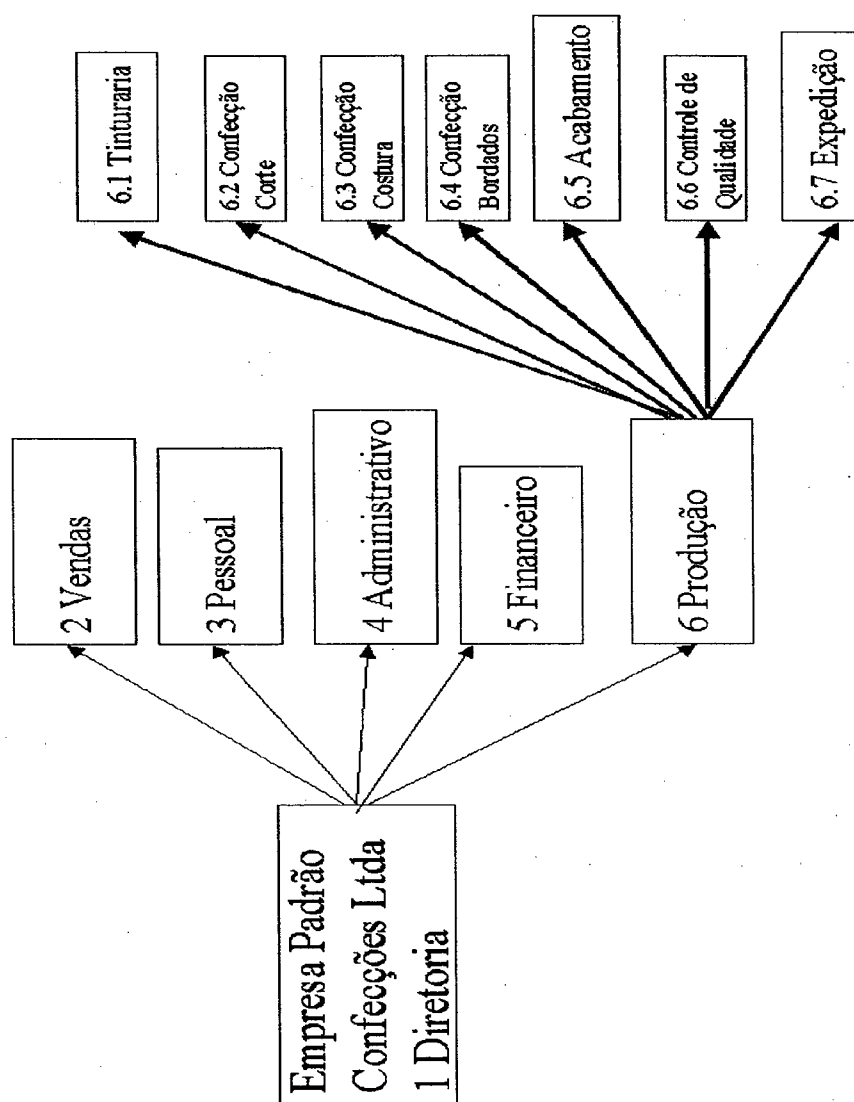 Empresa Padrão
Confecções Ltda
1 Diretoria
2 Vendas
3 Pessoal
4 Administrativo
5 Financeiro
6 Produção
6.1 Tinturaria
6.2 Confecção
Corte
6.3 Confecção
Costura
6.4 Confecção
Bordados
6.5 Acabamento
6.6 Controle de
Qualidade
6.7 Expedição